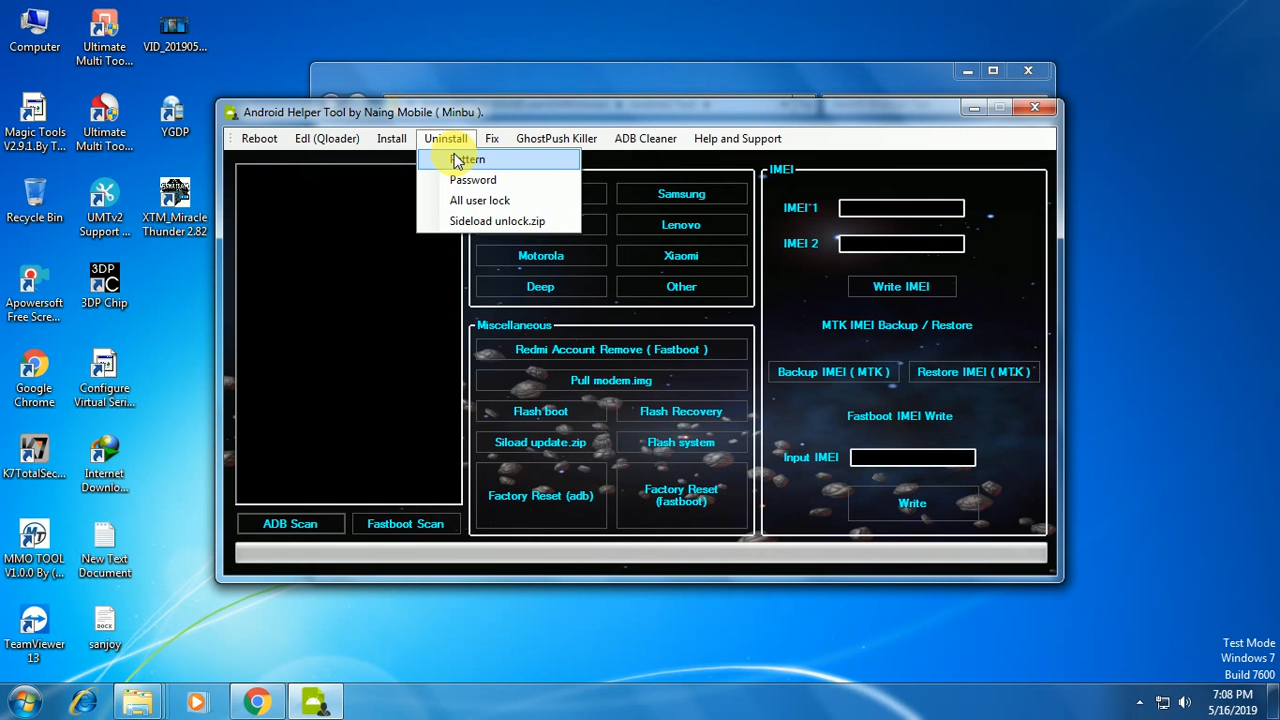 Computer
Ultimate
Multi Too...
VID_201905...
Magic Tools
V2.9.1.By T...
Ultimate
Multi Too...
YGDP
Recycle Bin
UMTv2
Support ...
XTM_Miracle
Thunder 2.82
Apowersoft
Free Scre...
3DP
3DP Chip
Google
Chrome
Configure
Virtual Seri...
K7TotalSec...
Internet
Downlo...
MMO TOOL
V1.0.0 By (...
New Text
Document
TeamViewer
13
sanjoy
Android Helper Tool by Naing Mobile ( Minbu ).
Reboot Edl (Qloader) Install Uninstall Fix GhostPush Killer ADB Cleaner Help and Support
Pattern
Password
All user lock
Sideload unlock.zip
Samsung
Lenovo
Motorola Xiaomi
Deep Other
Miscellaneous
Redmi Account Remove ( Fastboot )
Pull modem.img
Flash boot Flash Recovery
Siload update.zip Flash system
Factory Reset (adb) Factory Reset
(fastboot)
ADB Scan Fastboot Scan
IMEI
IMEI 1
IMEI 2
Write IMEI
MTK IMEI Backup / Restore
Backup IMEI ( MTK ) Restore IMEI ( MTK )
Fastboot IMEI Write
Input IMEI
Write
Test Mode
Windows 7
Build 7600
7:08 PM
5/16/2019